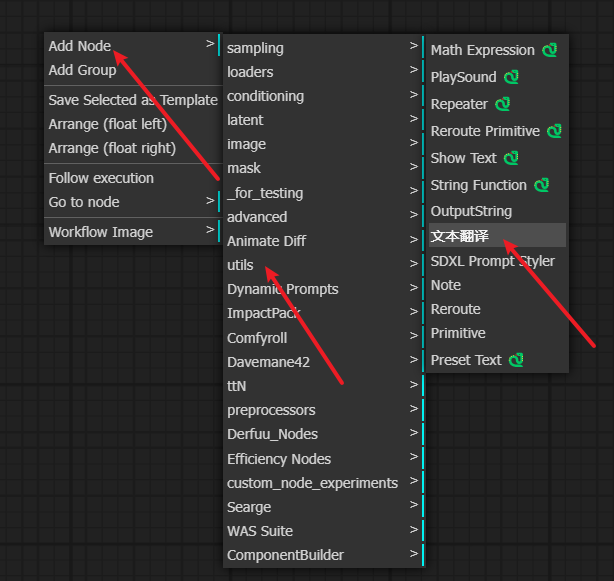 Add Node >
Add Group
Save Selected as Template
Arrange (float left)
Arrange (float right)
Follow execution
Go to node >
Workflow Image >
sampling >
loaders >
conditioning >
latent >
image >
mask >
_for_testing >
advanced >
Animate Diff >
utils >
Dynamic Prompts >
ImpactPack >
Comfyroll >
Davemane42 >
ttN >
preprocessors >
Derfuu_Nodes >
Efficiency Nodes >
custom_node_experiments >
Searge >
WAS Suite >
ComponentBuilder >
Math Expression
PlaySound
Repeater
Reroute Primitive
Show Text
String Function
OutputString
文本翻译
SDXL Prompt Styler
Note
Reroute
Primitive
Preset Text